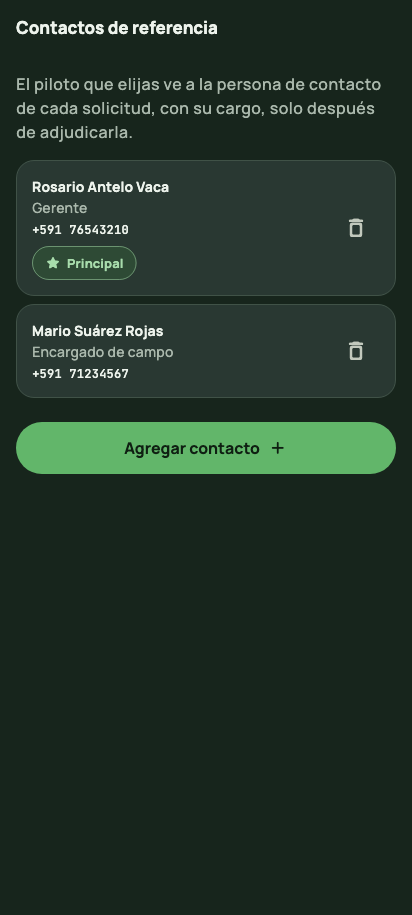 Contactos de referencia
El piloto que elijas ve a la persona de contacto
de cada solicitud, con su cargo, solo después
de adjudicarla.
Rosario Antelo Vaca
Gerente
+591 76543210
Principal
Mario Suárez Rojas
Encargado de campo
+591 71234567
Agregar contacto +